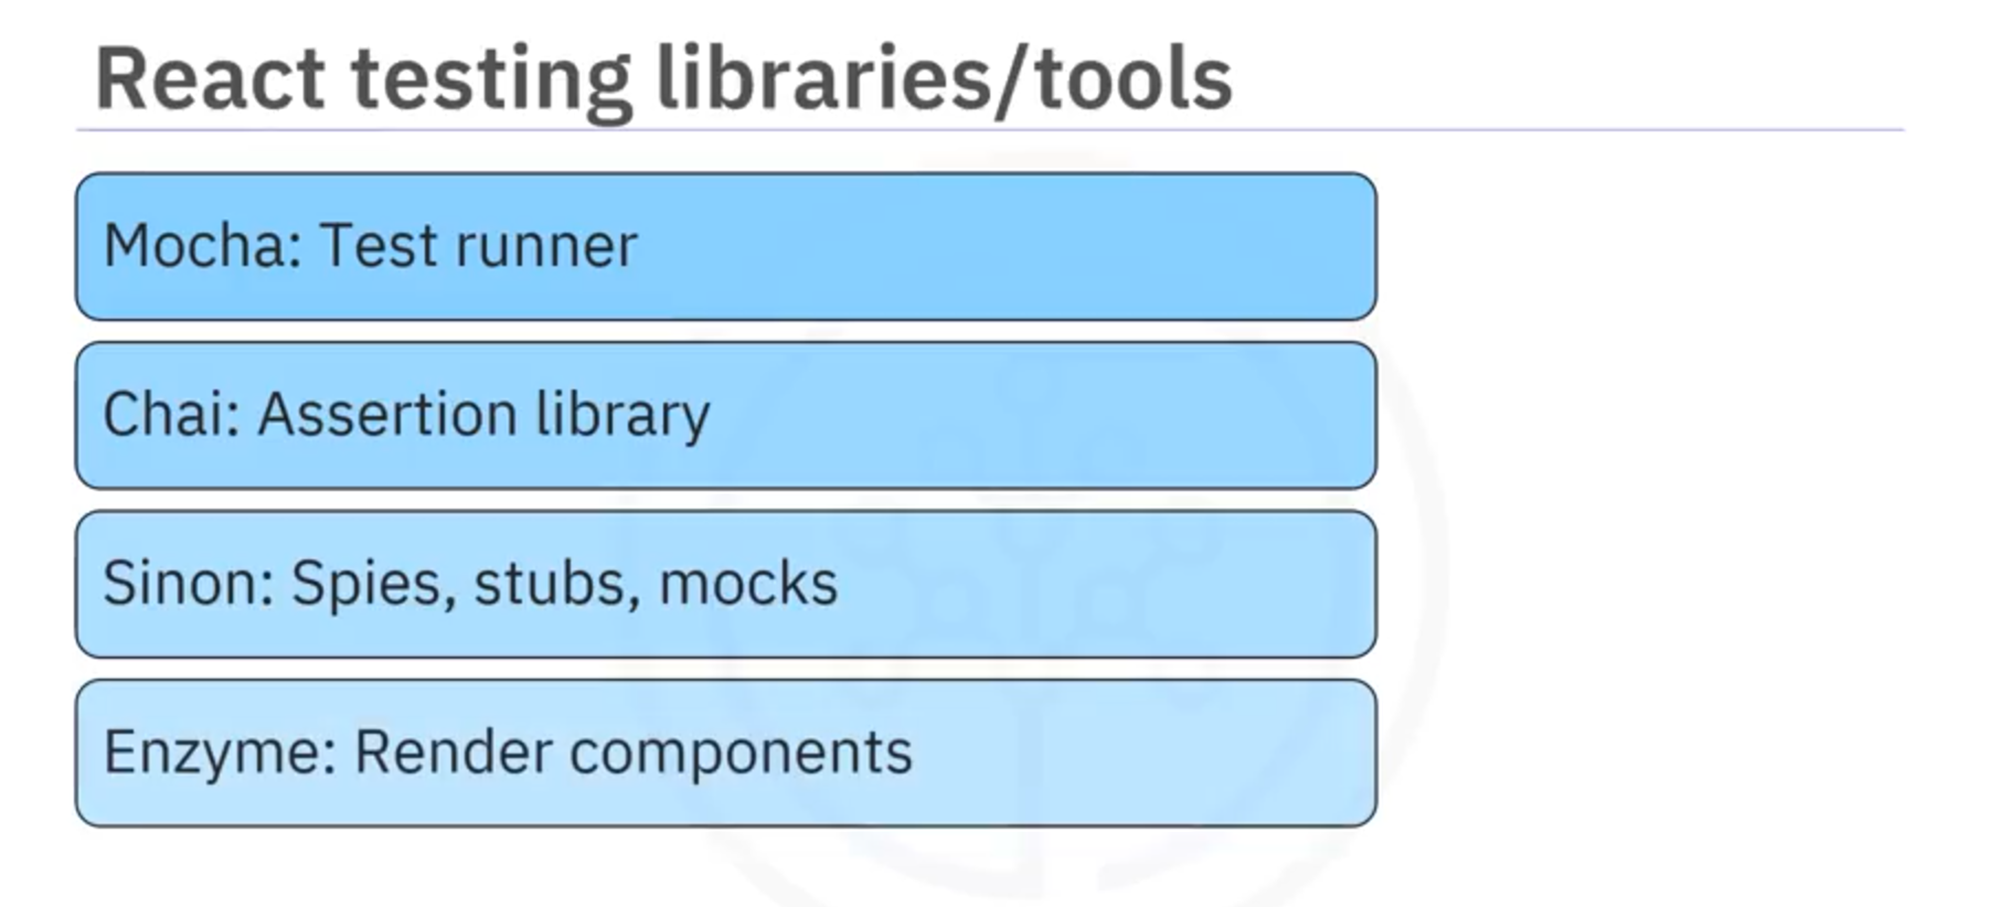 React testing libraries/tools
Mocha: Test runner
Chai: Assertion library
Sinon: Spies, stubs, mocks
Enzyme: Render components